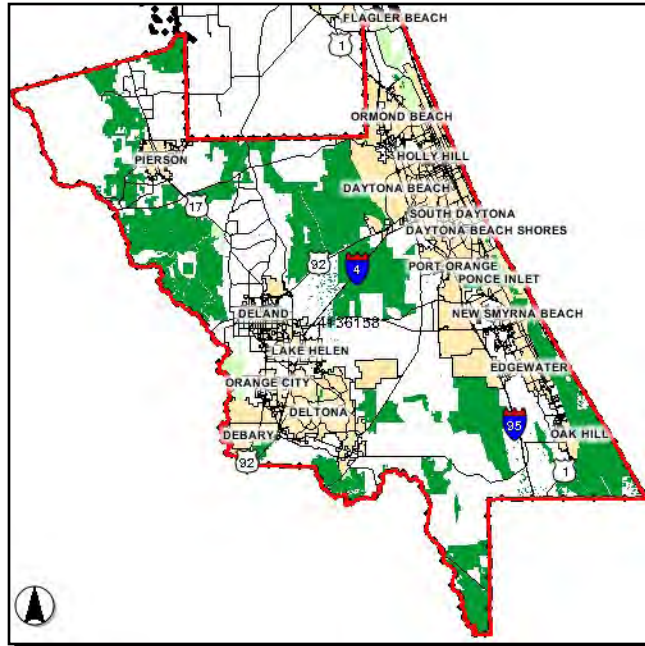 FLAGLER BEACH
1
ORMOND BEACH
HOLLY HILL
PIERSON
DAYTONA BEACH
17
SOUTH DAYTONA
DAYTONA BEACH SHORES
92
4
PORT ORANGE
PONCE INLET
DELAND
NEW SMYRNA BEACH
LAKE HELEN
EDGEWATER
ORANGE CITY
DELTONA
95
DEBARY
OAK HILL
92
1